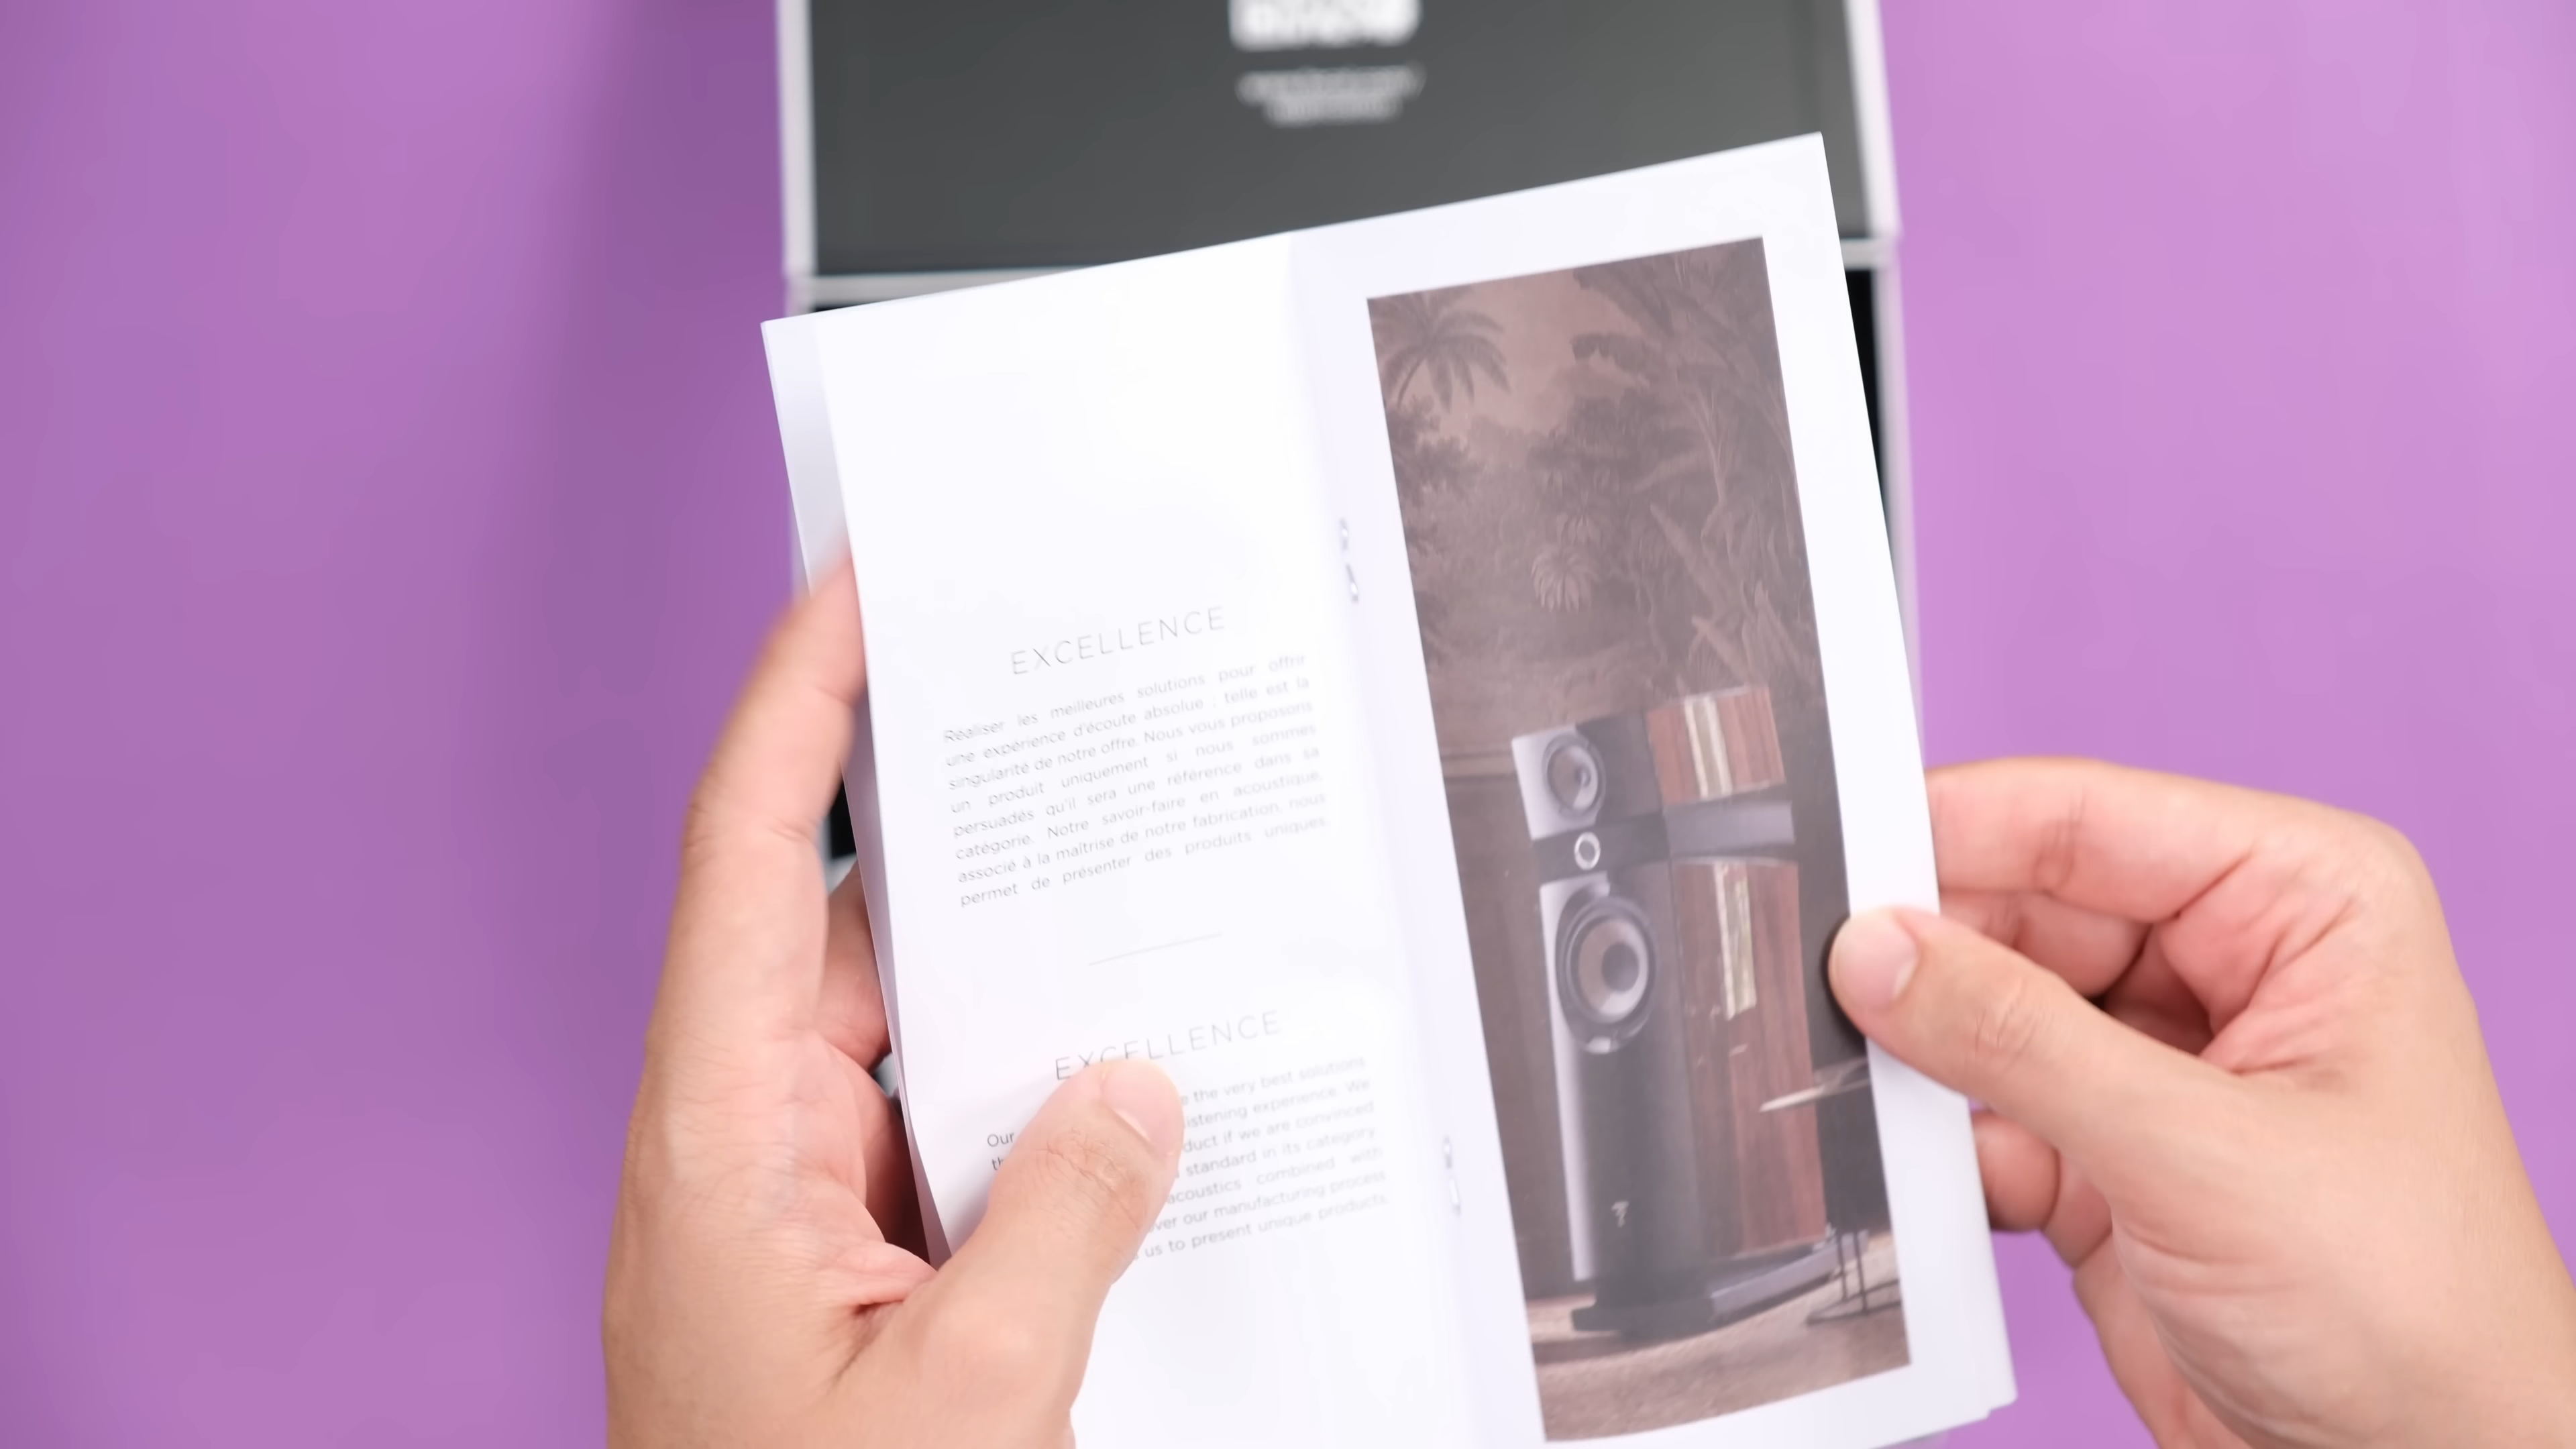 EXCELLENCE
Réaliser les meilleures solutions pour offrir
une expérience d'écoute absolue : telle est la
singularité de notre offre. Nous vous proposons
un produit uniquement si nous sommes
persuadés qu'il sera une référence dans sa
catégorie. Notre savoir-faire en acoustique,
associé à la maîtrise de notre fabrication, nous
permet de présenter des produits uniques
EXCELLENCE
Our the very best solutions
listening experience. We
if we are convinced
standard in its category.
acoustics combined with
our manufacturing process
us to present unique products.